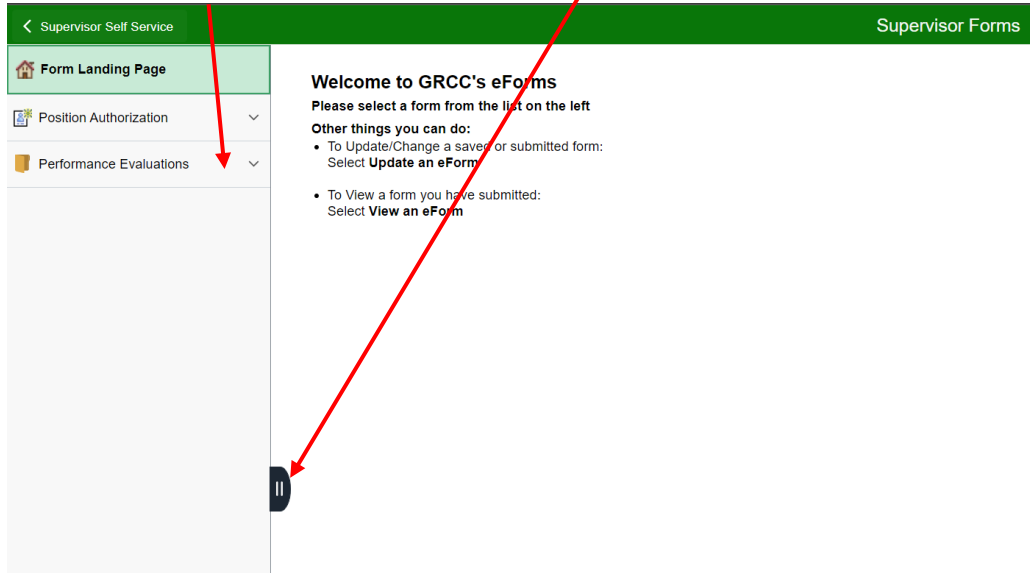 Supervisor Self Service
Supervisor Forms
Form Landing Page
Position Authorization
Performance Evaluations
Welcome to GRCC's eForms
Please select a form from the list on the left
Other things you can do:
• To Update/Change a saved or submitted form:
Select Update an eForm
• To View a form you have submitted:
Select View an eForm